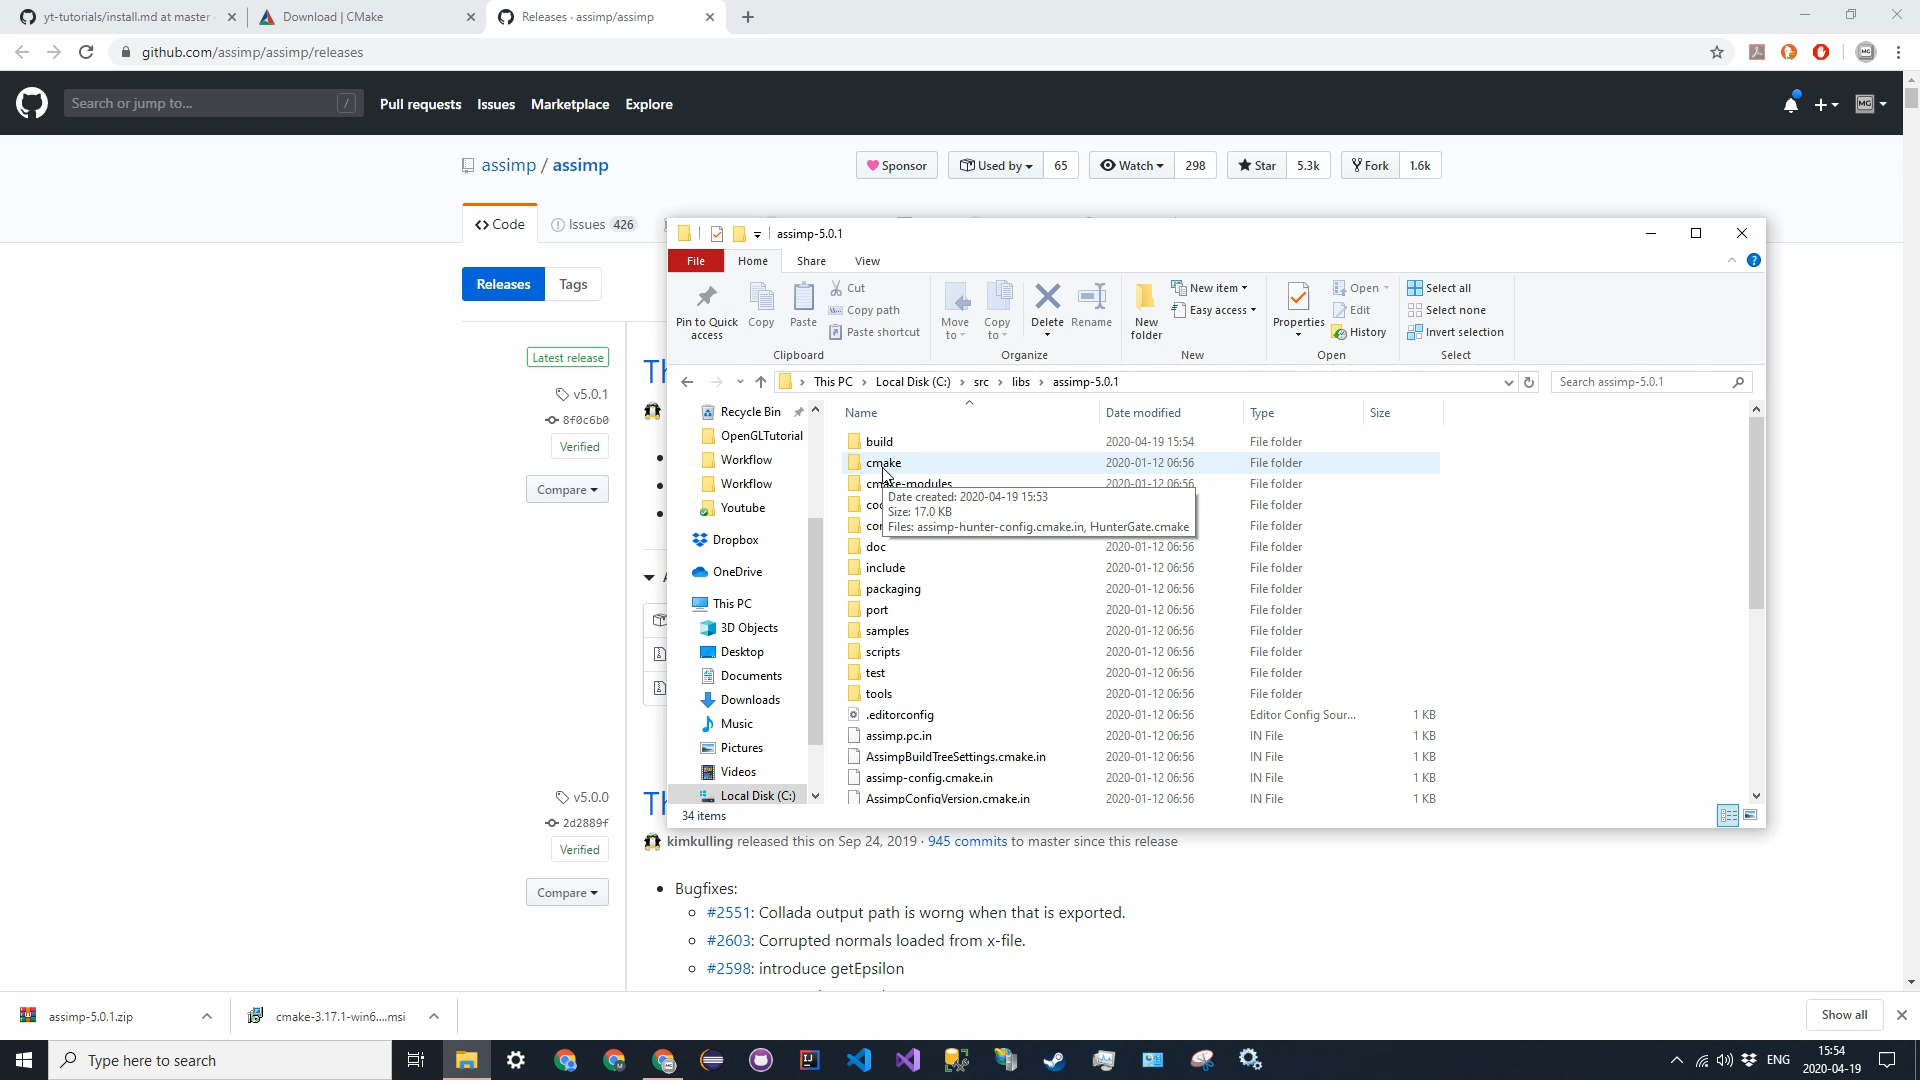 yt-tutorials/install.md at master
Download | CMake
Releases · assimp/assimp
github.com/assimp/assimp/releases
Search or jump to...
/
Pull requests
Issues
Marketplace
Explore
MG
assimp / assimp
Sponsor
Used by
65
Watch
298
Star
5.3k
Fork
1.6k
Code
Issues 426
Releases
Tags
Latest release
v5.0.1
8f0c6b0
Verified
Compare
assimp-5.0.1
File
Home
Share
View
Pin to Quick access
Copy
Paste
Cut
Copy path
Paste shortcut
Clipboard
Move to
Copy to
Delete
Rename
Organize
New folder
New item
Easy access
New
Properties
Open
Edit
History
Open
Select all
Select none
Invert selection
Select
This PC
Local Disk (C:)
src
libs
assimp-5.0.1
Search assimp-5.0.1
Recycle Bin
OpenGLTutorial
Workflow
Workflow
Youtube
Dropbox
OneDrive
This PC
3D Objects
Desktop
Documents
Downloads
Music
Pictures
Videos
Local Disk (C:)
Name Date modified Type Size
build 2020-04-19 15:54 File folder
cmake 2020-01-12 06:56 File folder
cmake-modules 2020-01-12 06:56 File folder
Date created: 2020-04-19 15:53
Size: 17.0 KB
Files: assimp-hunter-config.cmake.in, HunterGate.cmake
File folder
File folder
doc 2020-01-12 06:56 File folder
include 2020-01-12 06:56 File folder
packaging 2020-01-12 06:56 File folder
port 2020-01-12 06:56 File folder
samples 2020-01-12 06:56 File folder
scripts 2020-01-12 06:56 File folder
test 2020-01-12 06:56 File folder
tools 2020-01-12 06:56 File folder
.editorconfig 2020-01-12 06:56 Editor Config Sour... 1 KB
assimp.pc.in 2020-01-12 06:56 IN File 1 KB
AssimpBuildTreeSettings.cmake.in 2020-01-12 06:56 IN File 1 KB
assimp-config.cmake.in 2020-01-12 06:56 IN File 1 KB
AssimpConfigVersion.cmake.in 2020-01-12 06:56 IN File 1 KB
34 items
v5.0.0
2d2889f
Verified
Compare
kimkulling released this on Sep 24, 2019 · 945 commits to master since this release
Bugfixes:
#2551: Collada output path is worng when that is exported.
#2603: Corrupted normals loaded from x-file.
#2598: introduce getEpsilon
assimp-5.0.1.zip
cmake-3.17.1-win6....msi
Show all
Type here to search
ENG
15:54
2020-04-19